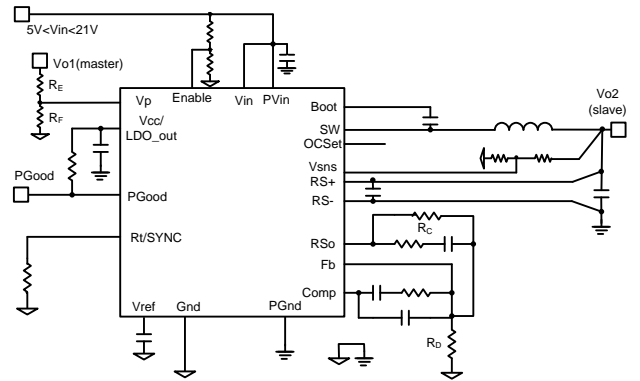 5V<Vin<21V
Vo1(master)
RE
RF
Vp
Enable
Vin
PVin
Vcc/
LDO_out
Boot
SW
OCSet
Vo2
(slave)
Vsns
RS+
RS-
PGood
PGood
Rt/SYNC
RSo
RC
Fb
Comp
Vref
Gnd
PGnd
RD